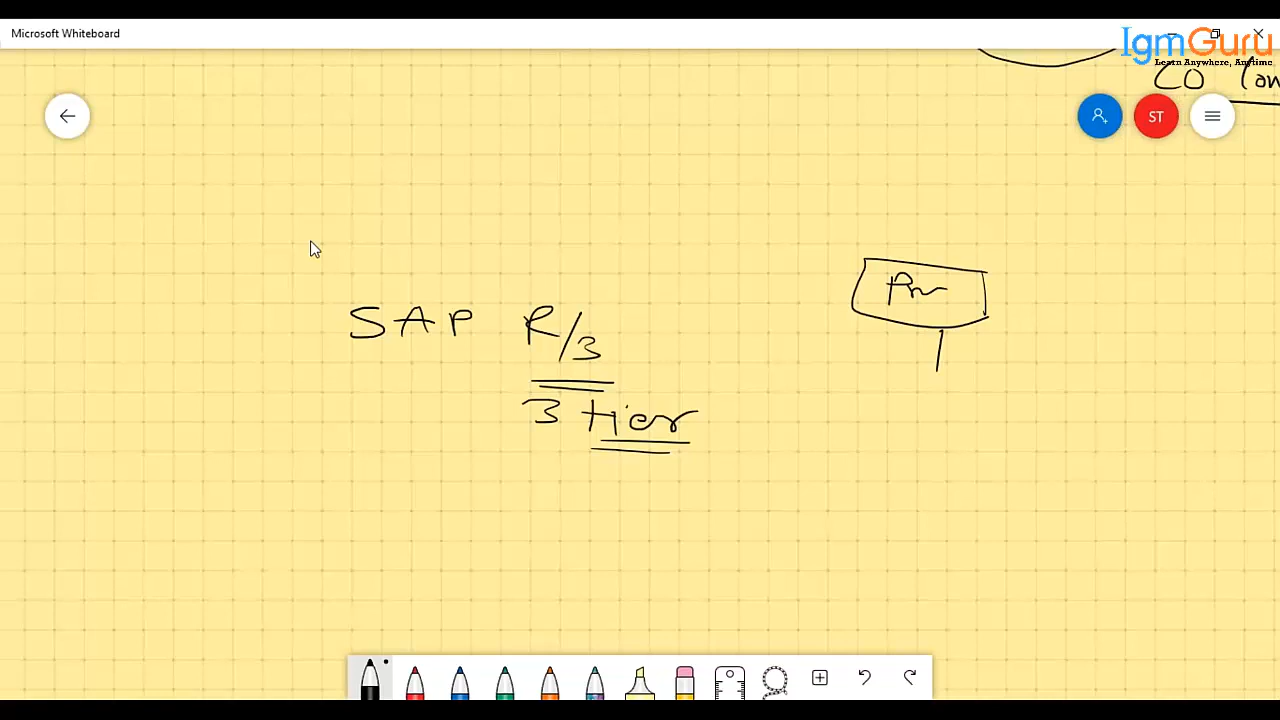 Microsoft Whiteboard
IgmGuru
Learn Anywhere, Anytime
CO
ST
SAP R/3
3 tier